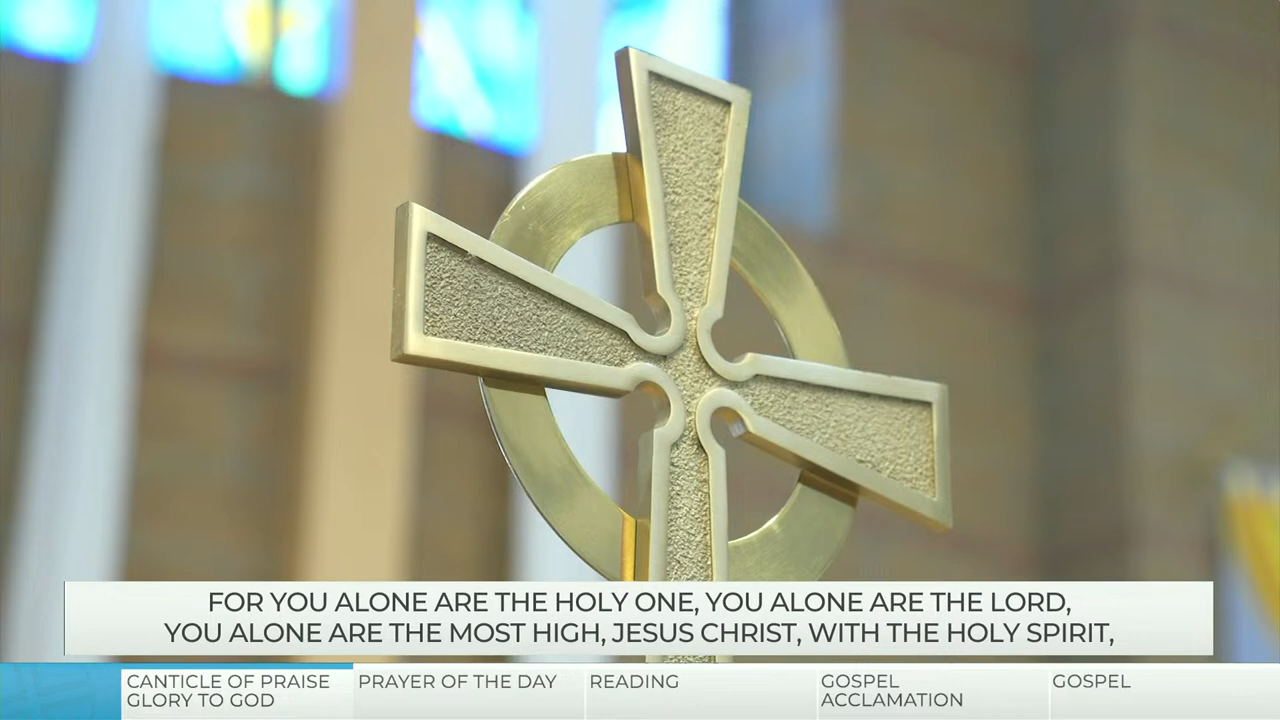 FOR YOU ALONE ARE THE HOLY ONE, YOU ALONE ARE THE LORD,
YOU ALONE ARE THE MOST HIGH, JESUS CHRIST, WITH THE HOLY SPIRIT,
CANTICLE OF PRAISE
GLORY TO GOD
PRAYER OF THE DAY
READING
GOSPEL
ACCLAMATION
GOSPEL